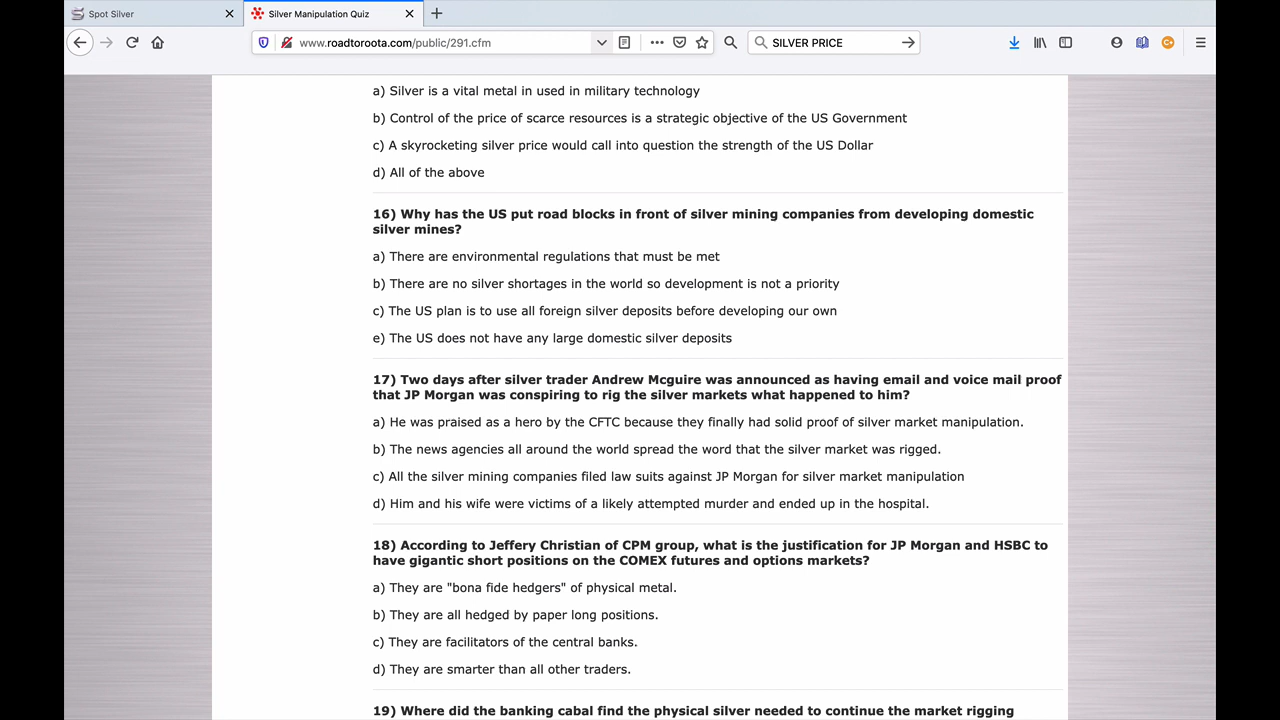 Spot Silver
Silver Manipulation Quiz
www.roadtoroota.com/public/291.cfm
SILVER PRICE
a) Silver is a vital metal in used in military technology
b) Control of the price of scarce resources is a strategic objective of the US Government
c) A skyrocketing silver price would call into question the strength of the US Dollar
d) All of the above
16) Why has the US put road blocks in front of silver mining companies from developing domestic
silver mines?
a) There are environmental regulations that must be met
b) There are no silver shortages in the world so development is not a priority
c) The US plan is to use all foreign silver deposits before developing our own
e) The US does not have any large domestic silver deposits
17) Two days after silver trader Andrew Mcguire was announced as having email and voice mail proof
that JP Morgan was conspiring to rig the silver markets what happened to him?
a) He was praised as a hero by the CFTC because they finally had solid proof of silver market manipulation.
b) The news agencies all around the world spread the word that the silver market was rigged.
c) All the silver mining companies filed law suits against JP Morgan for silver market manipulation
d) Him and his wife were victims of a likely attempted murder and ended up in the hospital.
18) According to Jeffery Christian of CPM group, what is the justification for JP Morgan and HSBC to
have gigantic short positions on the COMEX futures and options markets?
a) They are "bona fide hedgers" of physical metal.
b) They are all hedged by paper long positions.
c) They are facilitators of the central banks.
d) They are smarter than all other traders.
19) Where did the banking cabal find the physical silver needed to continue the market rigging